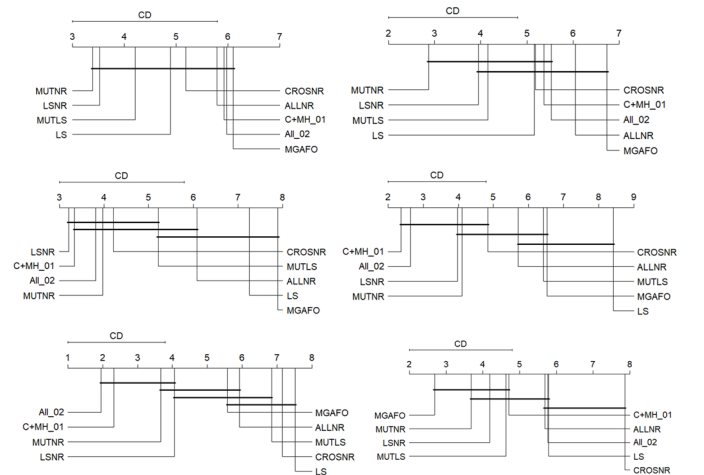 CD
3 4 5 6 7
MUTNR
LSNR
MUTLS
LS
CROSNR
ALLNR
C+MH_01
All_02
MGAFO
CD
2 3 4 5 6 7
MUTNR
LSNR
MUTLS
LS
CROSNR
C+MH_01
All_02
ALLNR
MGAFO
CD
3 4 5 6 7 8
LSNR
C+MH_01
All_02
MUTNR
CROSNR
MUTLS
ALLNR
LS
MGAFO
CD
2 3 4 5 6 7 8 9
C+MH_01
All_02
LSNR
MUTNR
CROSNR
ALLNR
MUTLS
MGAFO
LS
CD
1 2 3 4 5 6 7 8
All_02
C+MH_01
MUTNR
LSNR
MGAFO
ALLNR
MUTLS
CROSNR
LS
CD
2 3 4 5 6 7 8
MGAFO
MUTNR
LSNR
MUTLS
C+MH_01
ALLNR
All_02
LS
CROSNR